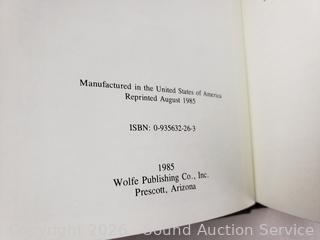 Manufactured in the United States of America
Reprinted August 1985
ISBN: 0-935632-26-3
1985
Wolfe Publishing Co., Inc.
Prescott, Arizona
Copyright 2026 - Sound Auction Service